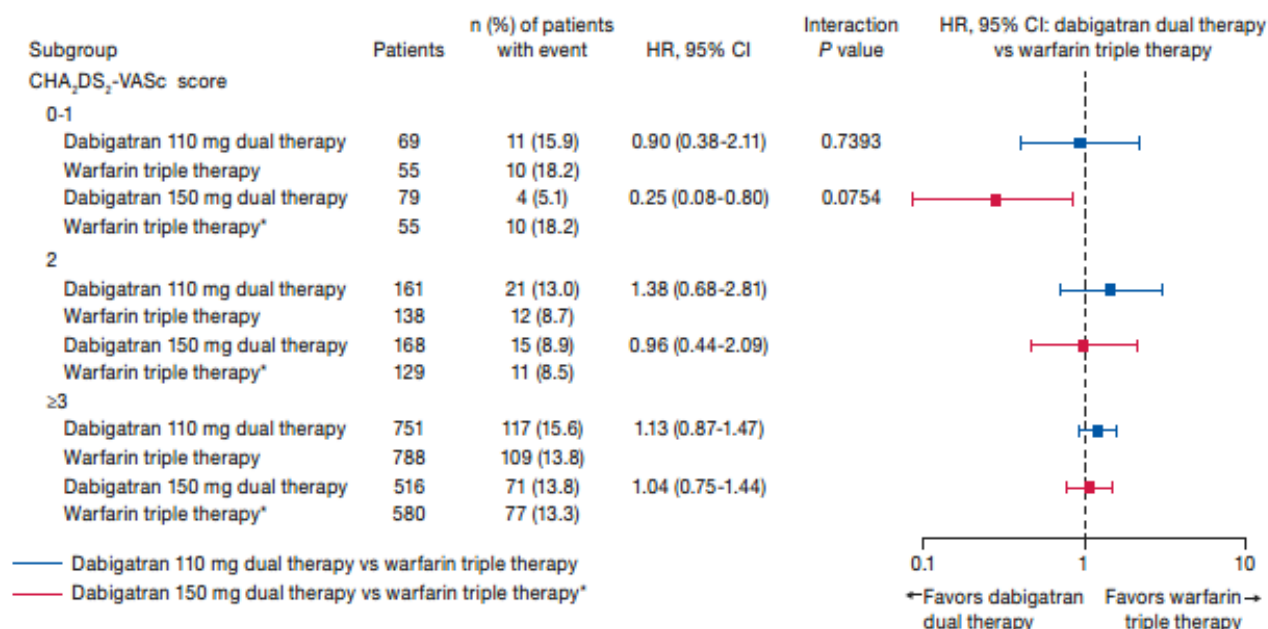 Subgroup Patients n (%) of patients with event HR, 95% CI Interaction P value HR, 95% CI: dabigatran dual therapy vs warfarin triple therapy
CHA₂DS₂-VASc score
0-1
Dabigatran 110 mg dual therapy 69 11 (15.9) 0.90 (0.38-2.11) 0.7393
Warfarin triple therapy 55 10 (18.2)
Dabigatran 150 mg dual therapy 79 4 (5.1) 0.25 (0.08-0.80) 0.0754
Warfarin triple therapy* 55 10 (18.2)
2
Dabigatran 110 mg dual therapy 161 21 (13.0) 1.38 (0.68-2.81)
Warfarin triple therapy 138 12 (8.7)
Dabigatran 150 mg dual therapy 168 15 (8.9) 0.96 (0.44-2.09)
Warfarin triple therapy* 129 11 (8.5)
≥3
Dabigatran 110 mg dual therapy 751 117 (15.6) 1.13 (0.87-1.47)
Warfarin triple therapy 788 109 (13.8)
Dabigatran 150 mg dual therapy 516 71 (13.8) 1.04 (0.75-1.44)
Warfarin triple therapy* 580 77 (13.3)
Dabigatran 110 mg dual therapy vs warfarin triple therapy
Dabigatran 150 mg dual therapy vs warfarin triple therapy*
0.1 1 10
←Favors dabigatran dual therapy
Favors warfarin→ triple therapy